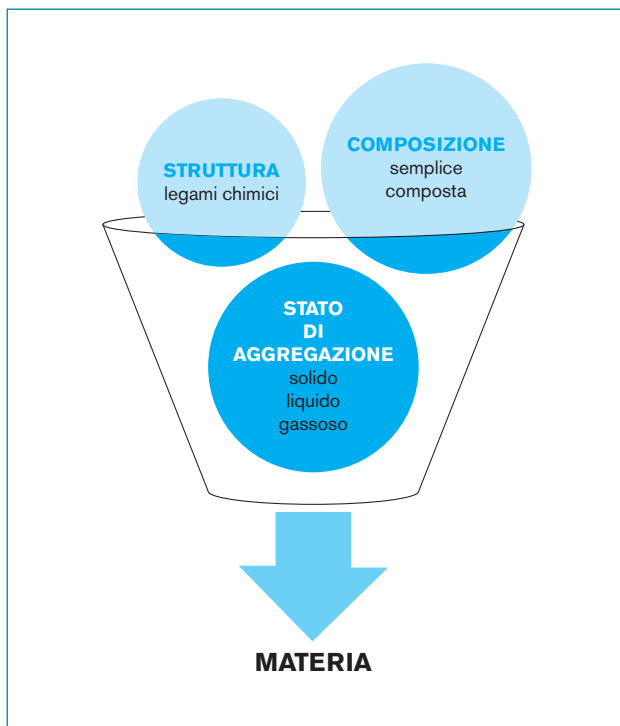 STRUTTURA
legami chimici
COMPOSIZIONE
semplice
composta
STATO
DI
AGGREGAZIONE
solido
liquido
gassoso
MATERIA